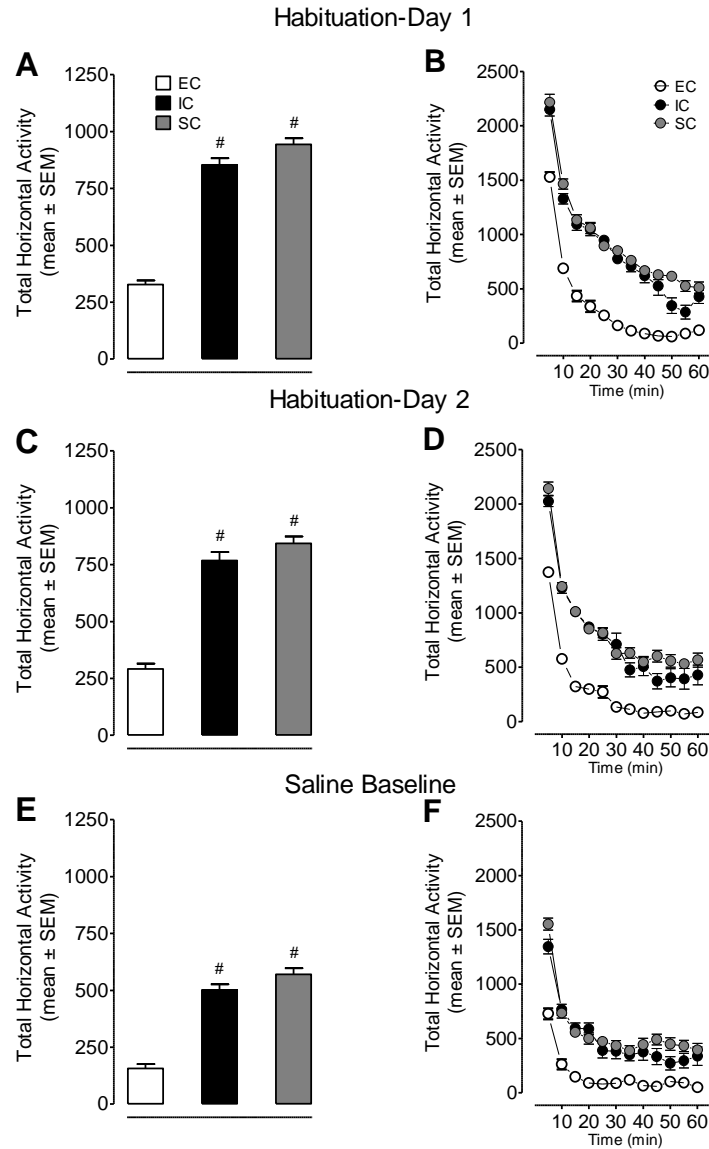 Habituation-Day 1
A
Total Horizontal Activity
(mean ± SEM)
1250
1000
750
500
250
0
EC
IC
SC
#
#
B
Total Horizontal Activity
(mean ± SEM)
2500
2000
1500
1000
500
0
EC
IC
SC
10 20 30 40 50 60
Time (min)
Habituation-Day 2
C
Total Horizontal Activity
(mean ± SEM)
1250
1000
750
500
250
0
#
#
D
Total Horizontal Activity
(mean ± SEM)
2500
2000
1500
1000
500
0
10 20 30 40 50 60
Time (min)
Saline Baseline
E
Total Horizontal Activity
(mean ± SEM)
1250
1000
750
500
250
0
#
#
F
Total Horizontal Activity
(mean ± SEM)
2500
2000
1500
1000
500
0
10 20 30 40 50 60
Time (min)